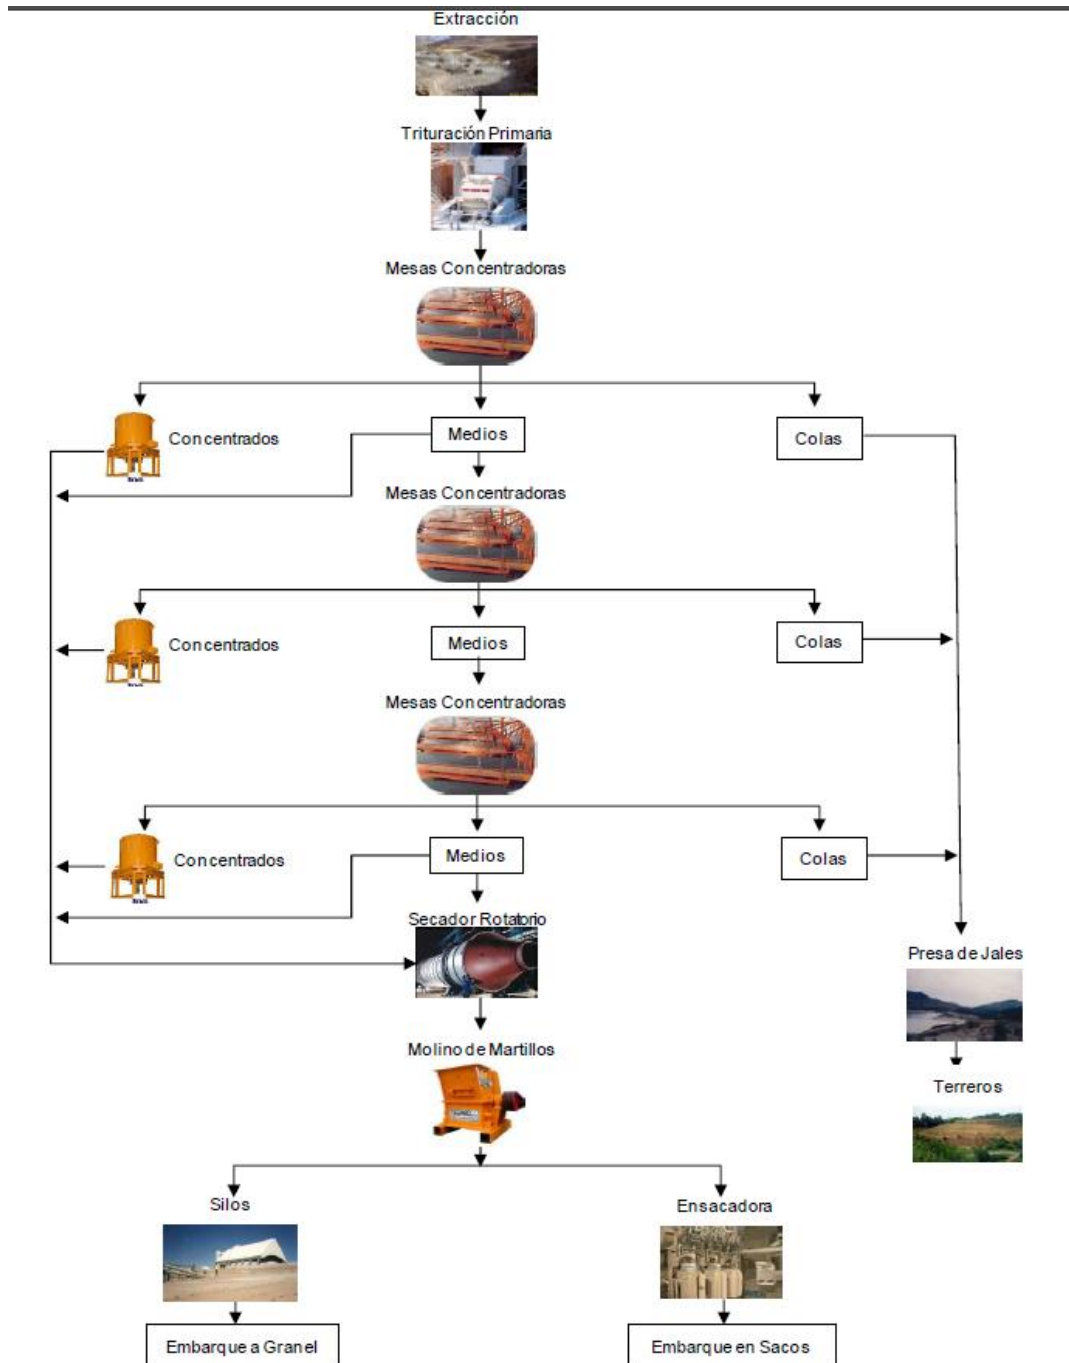 Extracción
Trituración Primaria
Mesas Concentradoras
Concentrados
Medios
Colas
Mesas Concentradoras
Concentrados
Medios
Colas
Mesas Concentradoras
Concentrados
Medios
Colas
Secador Rotatorio
Presa de Jales
Molino de Martillos
Terreros
Silos
Ensacadora
Embarque a Granel
Embarque en Sacos